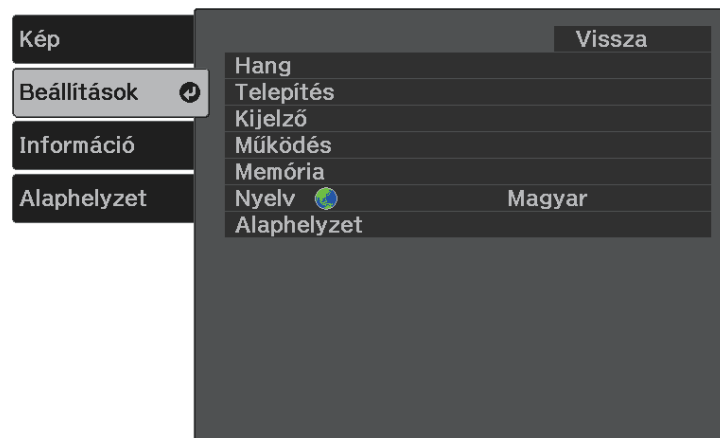 Kép
Beállítások
Információ
Alaphelyzet
Vissza
Hang
Telepítés
Kijelző
Működés
Memória
Nyelv Magyar
Alaphelyzet